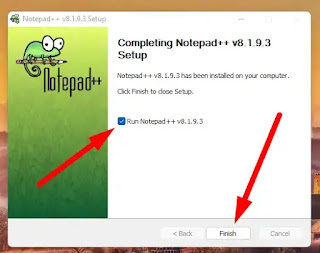 Notepad++ v8.1.9.3 Setup
Notepad++
Completing Notepad++ v8.1.9.3
Setup
Notepad++ v8.1.9.3 has been installed on your computer.
Click Finish to close Setup.
Run Notepad++ v8.1.9.3
< Back
Finish
Cancel